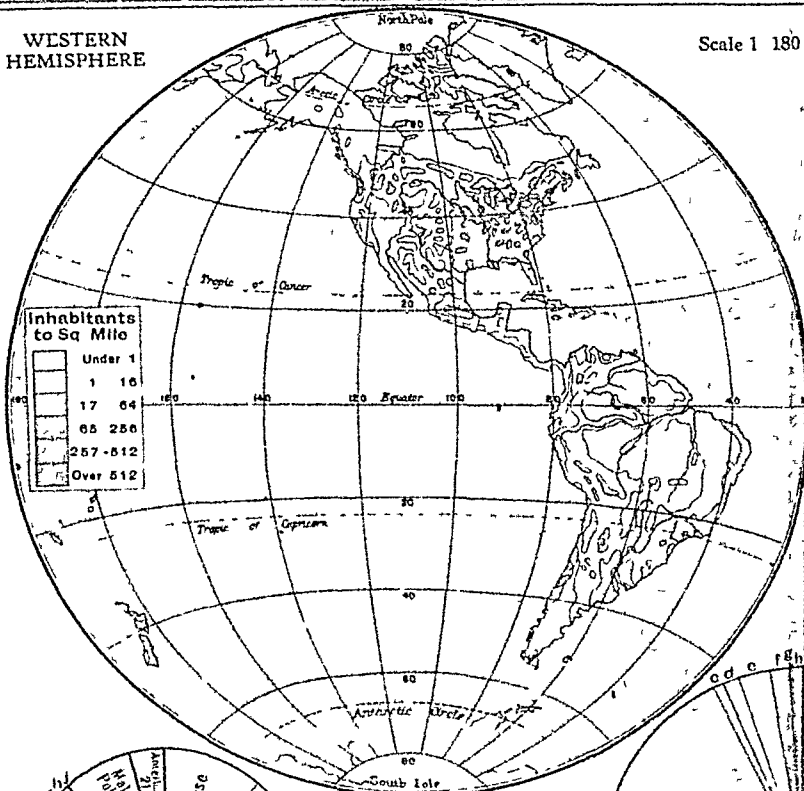 North Pole
WESTERN
HEMISPHERE
Scale 1 180
80
Arctic Circle
Tropic of Cancer
20
Inhabitants
to Sq Mile
Under 1
1 16
17 64
65 256
257-512
Over 512
140
120
Equator
100
80
60
40
20
Tropic of Capricorn
40
60
Antarctic Circle
80
South Pole
c d e f g h